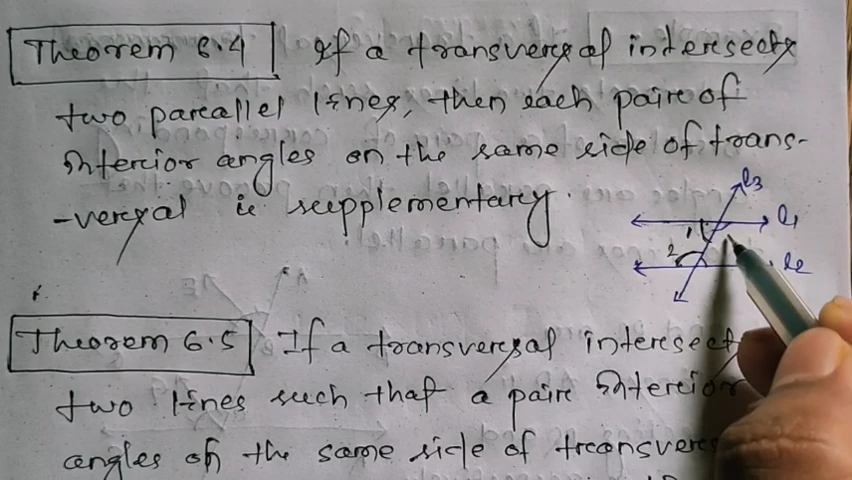 Theorem 6.4 If a transversal intersects
two parallel lines, then each pair of
interior angles on the same side of trans-
-versal is supplementary.
l3
1 l1
2 l2
Theorem 6.5 If a transversal intersect
two lines such that a pair interior
angles on the same side of transvers